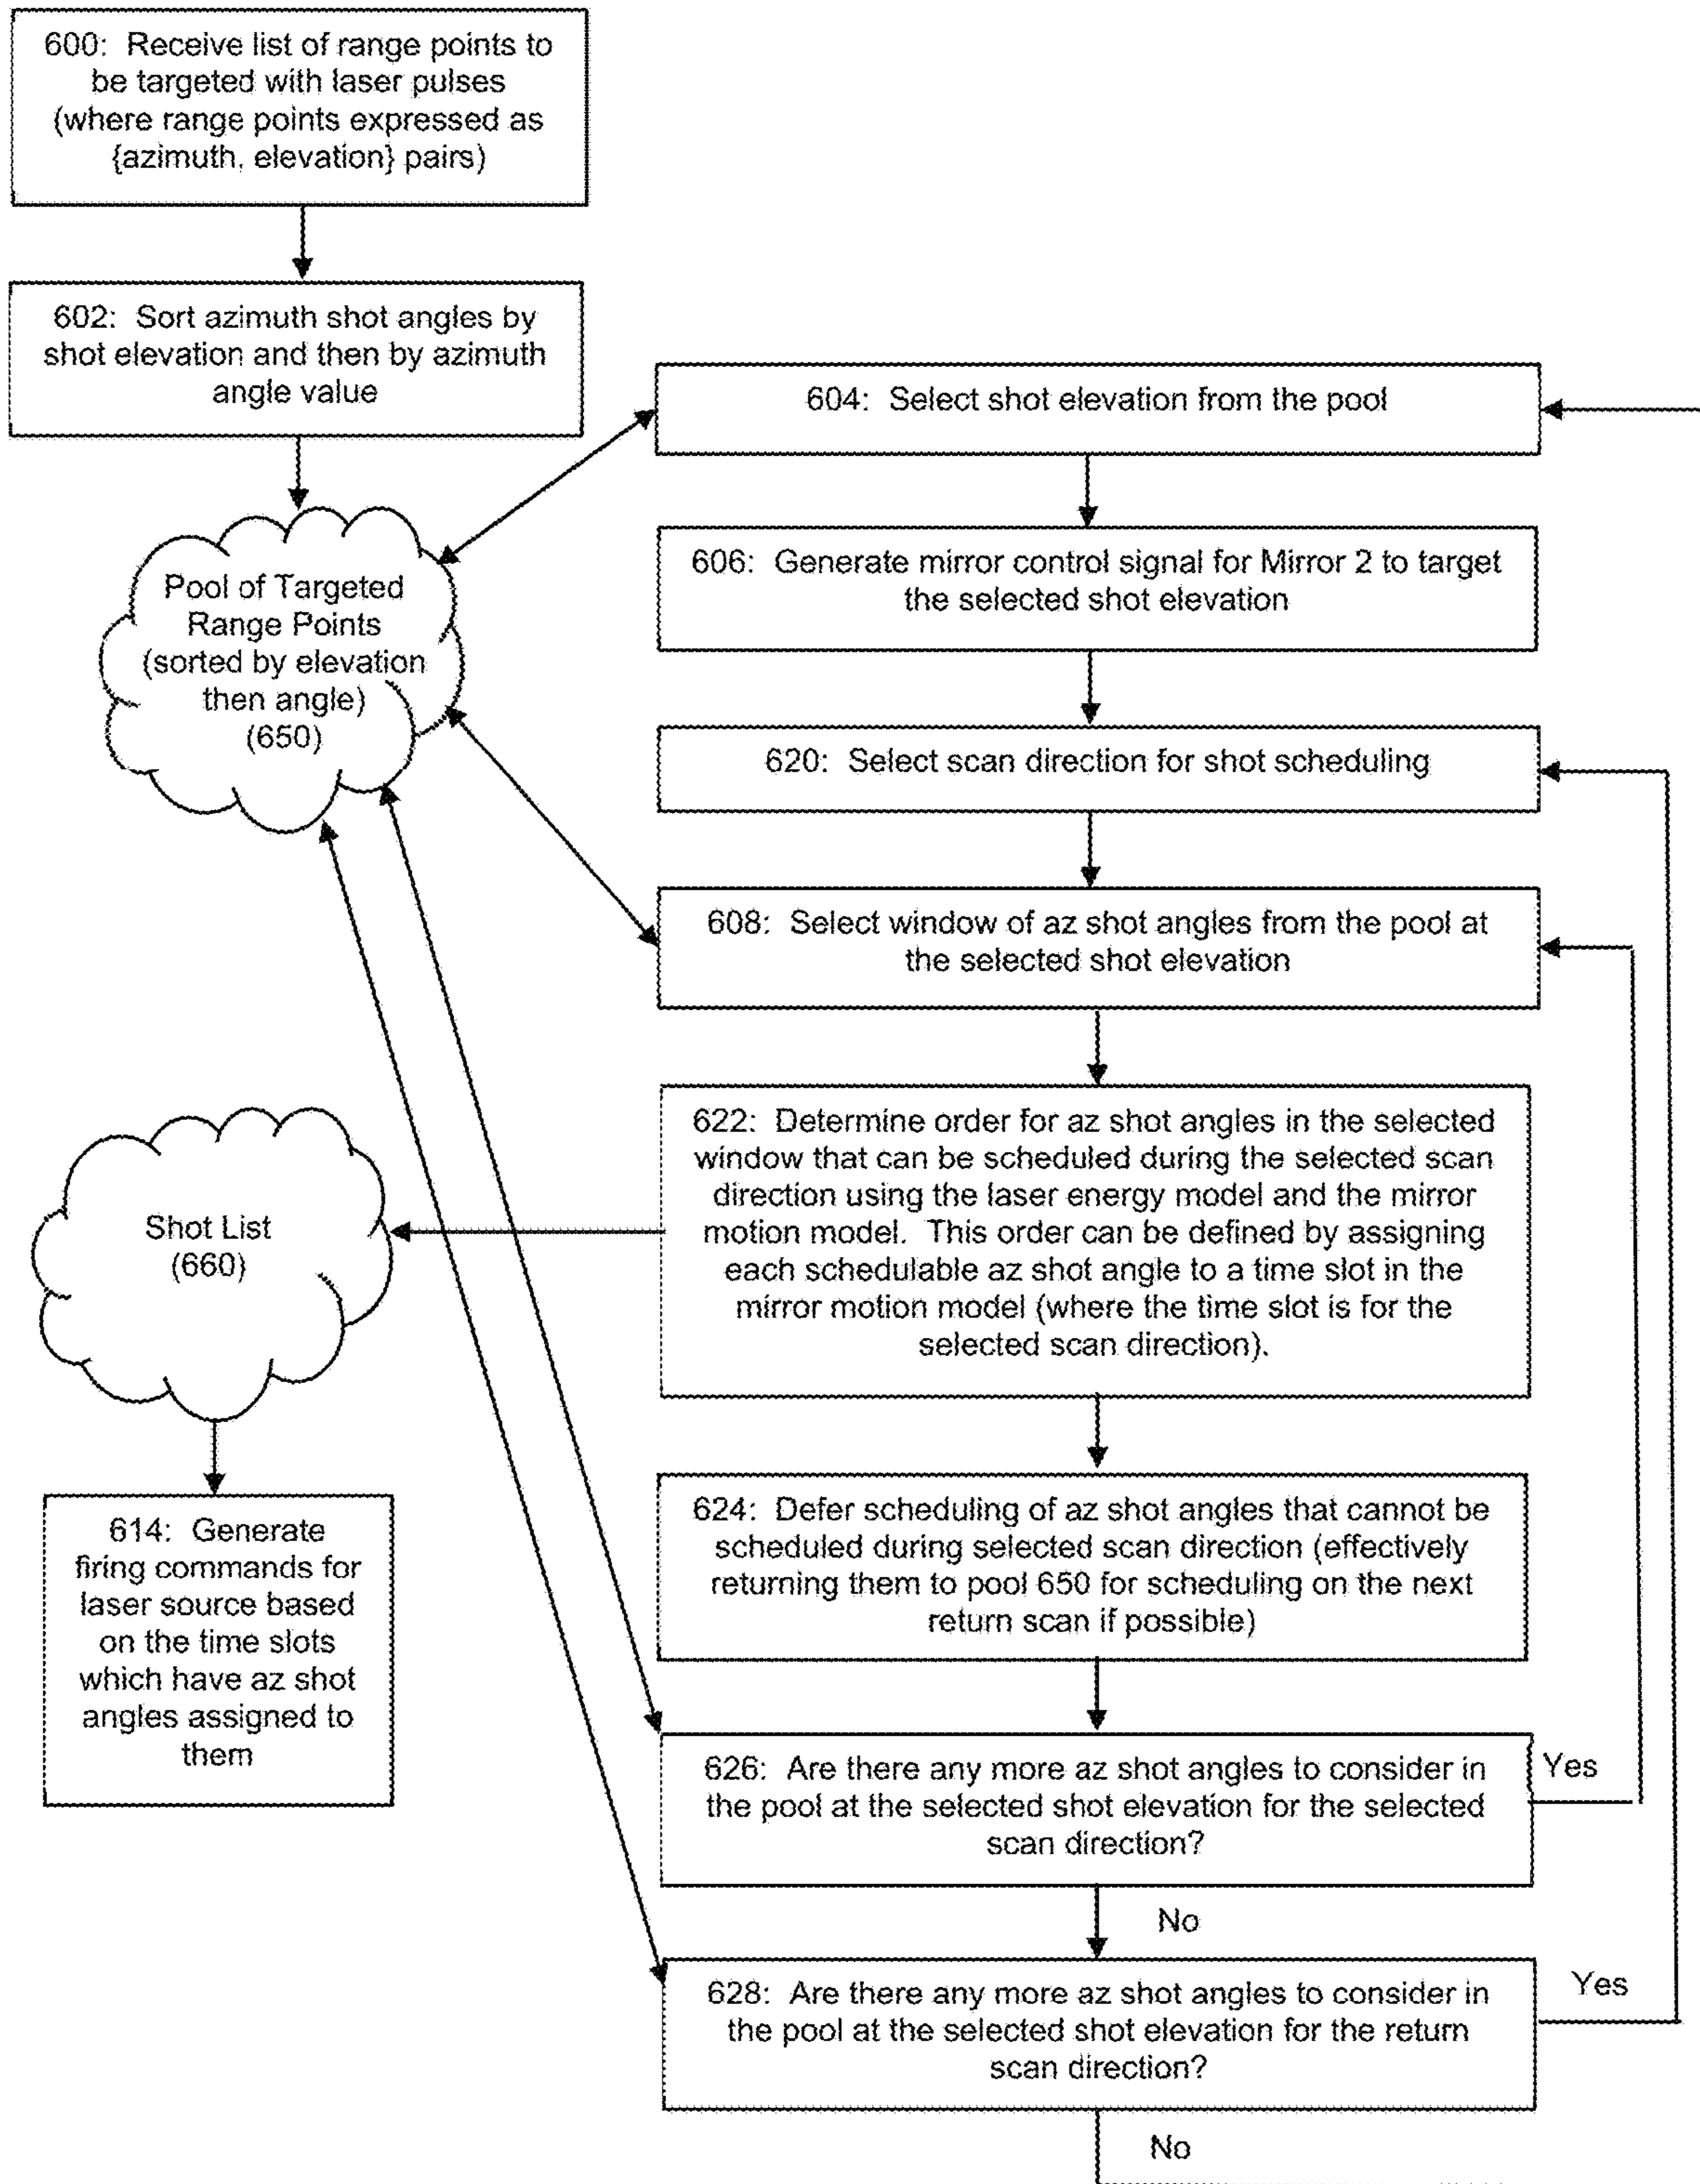 600: Receive list of range points to
be targeted with laser pulses
(where range points expressed as
{azimuth, elevation} pairs)
602: Sort azimuth shot angles by
shot elevation and then by azimuth
angle value
604: Select shot elevation from the pool
606: Generate mirror control signal for Mirror 2 to target
the selected shot elevation
Pool of Targeted
Range Points
(sorted by elevation
then angle)
(650)
620: Select scan direction for shot scheduling
608: Select window of az shot angles from the pool at
the selected shot elevation
622: Determine order for az shot angles in the selected
window that can be scheduled during the selected scan
direction using the laser energy model and the mirror
motion model. This order can be defined by assigning
each schedulable az shot angle to a time slot in the
mirror motion model (where the time slot is for the
selected scan direction).
Shot List
(660)
614: Generate
firing commands for
laser source based
on the time slots
which have az shot
angles assigned to
them
624: Defer scheduling of az shot angles that cannot be
scheduled during selected scan direction (effectively
returning them to pool 650 for scheduling on the next
return scan if possible)
626: Are there any more az shot angles to consider in
the pool at the selected shot elevation for the selected
scan direction?
Yes
No
628: Are there any more az shot angles to consider in
the pool at the selected shot elevation for the return
scan direction?
Yes
No